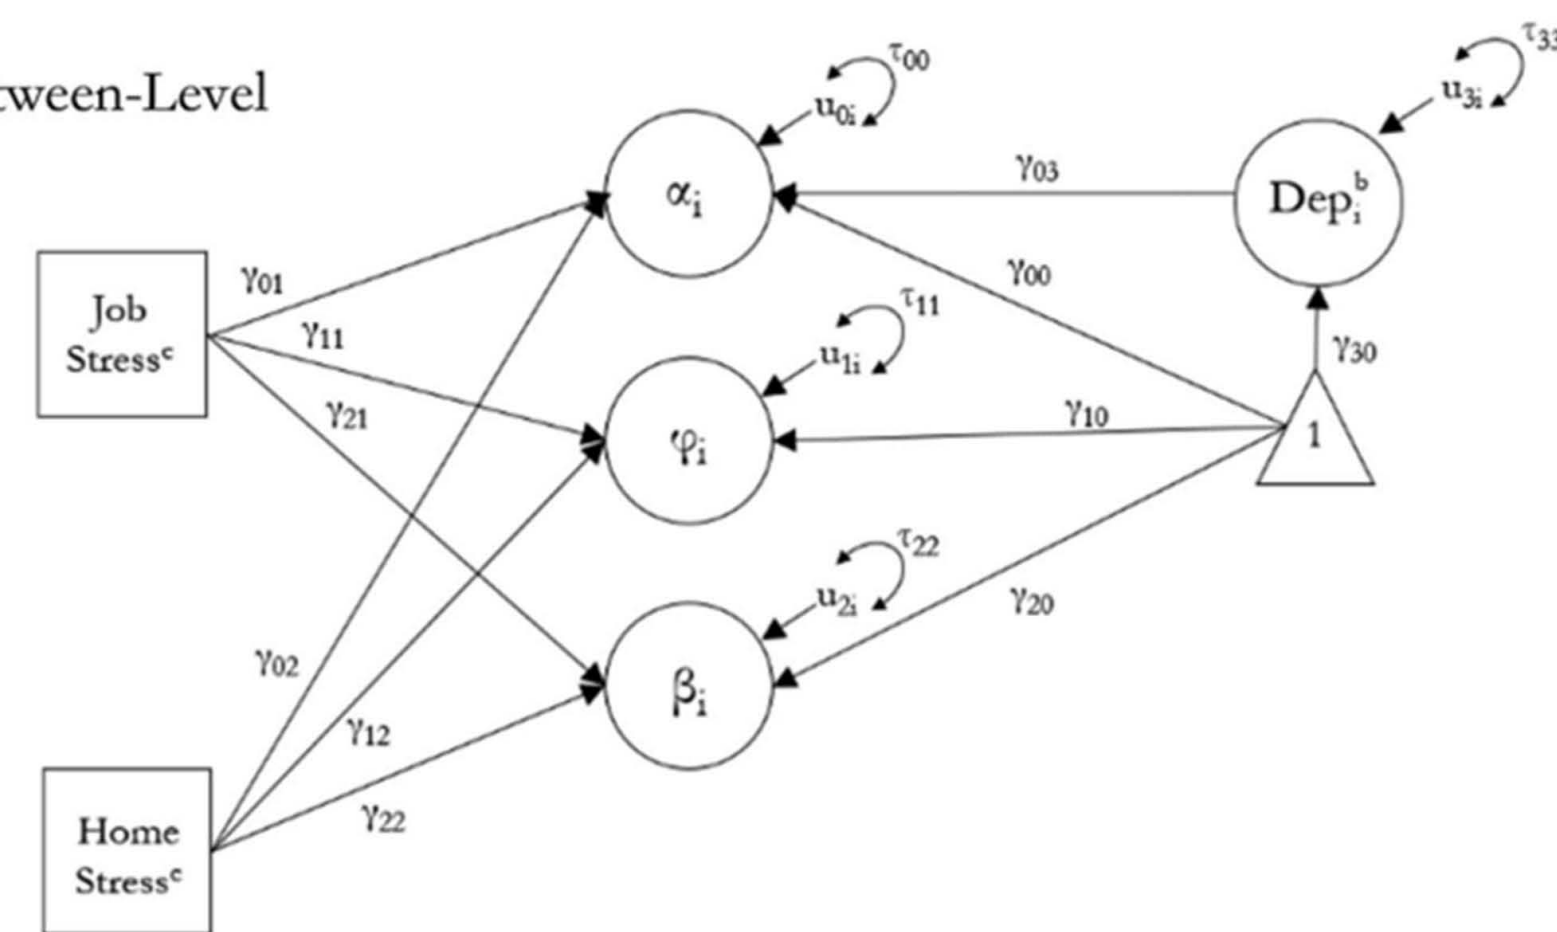 tween-Level
τ00
u0i
τ33
u3i
αi
γ03
Depᵇi
γ01
Job
Stressᶜ
γ11
γ21
γ00
τ11
u1i
γ30
φi
γ10
1
τ22
u2i
γ20
γ02
βi
γ12
γ22
Home
Stressᶜ